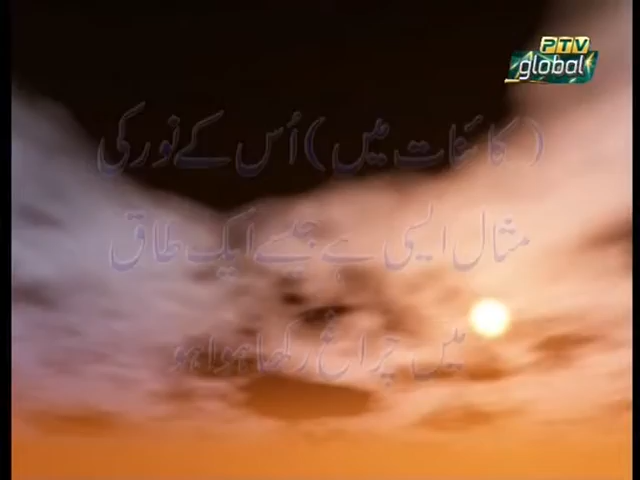 PTV
global
(کائنات میں) اُس کے نور کی
مثال ایسی ہے جیسے ایک طاق
میں چراغ رکھا ہوا ہو